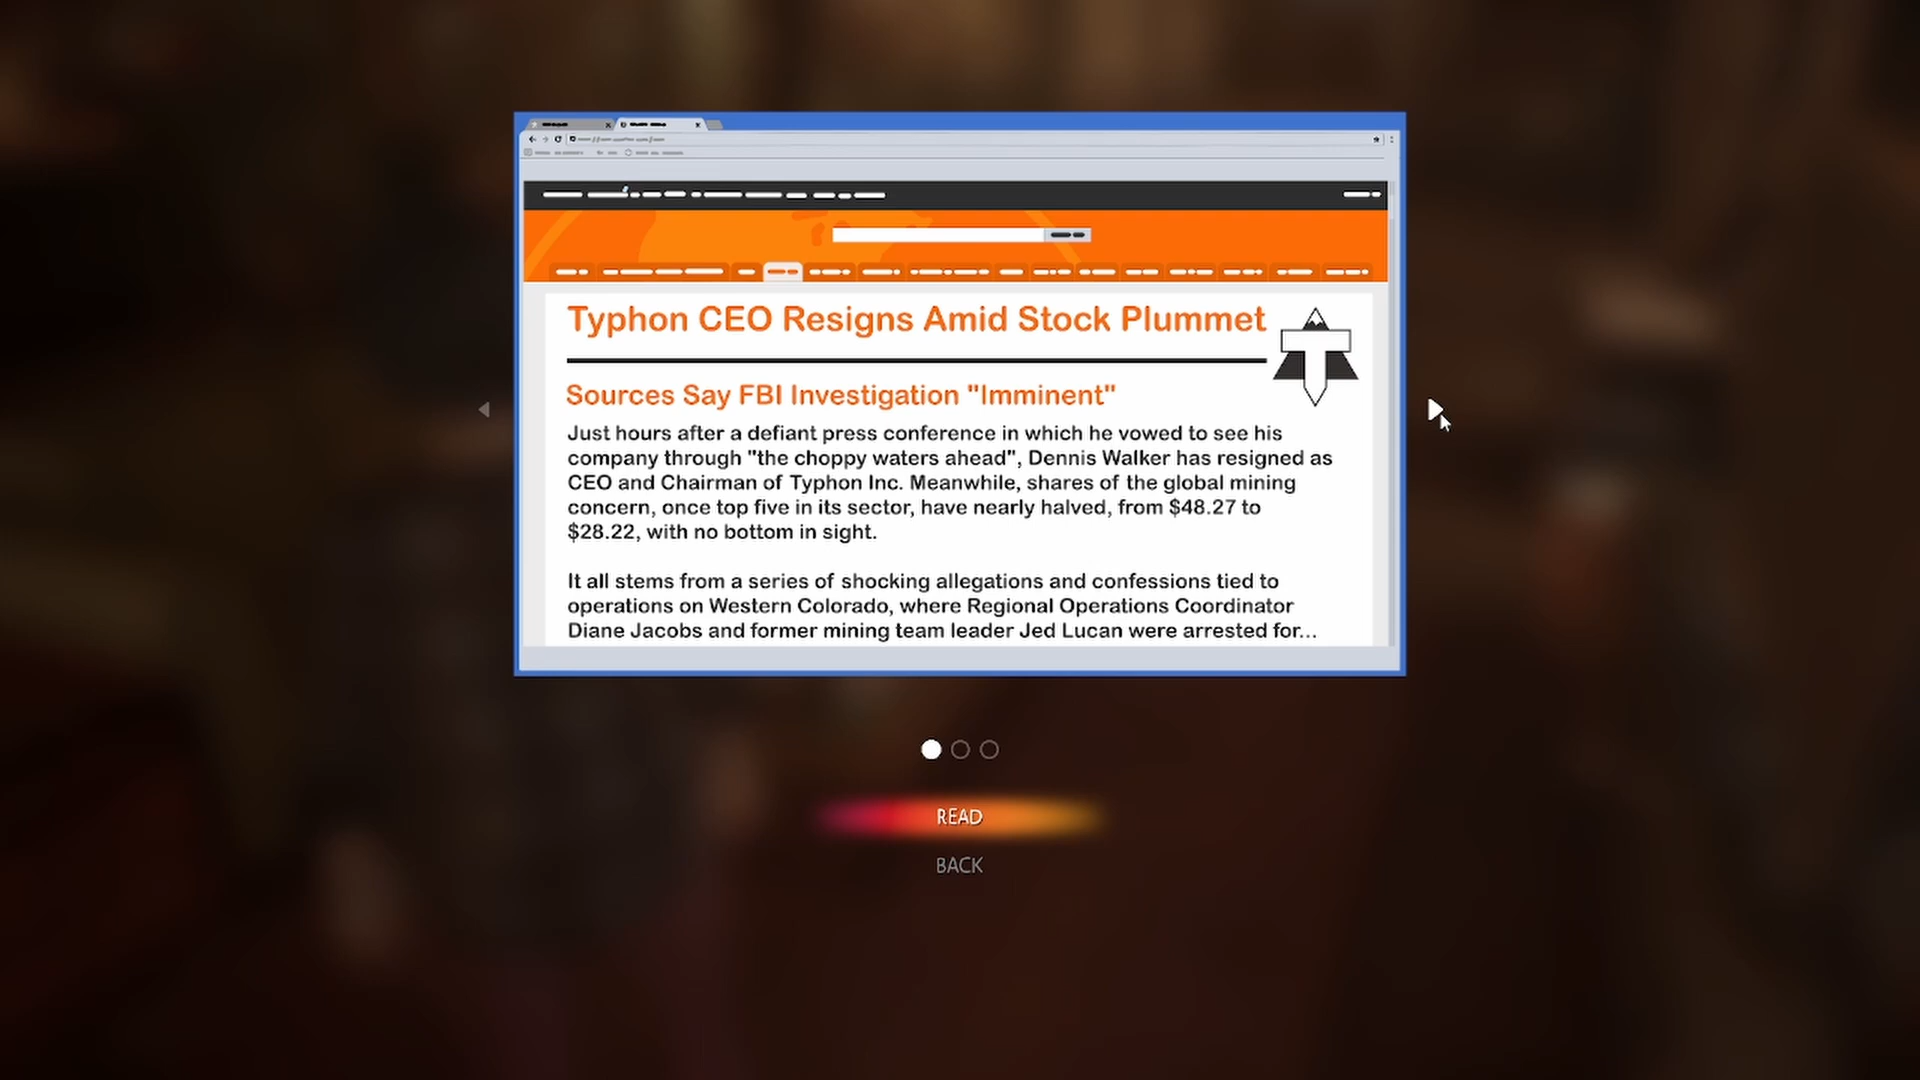 Typhon CEO Resigns Amid Stock Plummet
Sources Say FBI Investigation "Imminent"
Just hours after a defiant press conference in which he vowed to see his
company through "the choppy waters ahead", Dennis Walker has resigned as
CEO and Chairman of Typhon Inc. Meanwhile, shares of the global mining
concern, once top five in its sector, have nearly halved, from $48.27 to
$28.22, with no bottom in sight.
It all stems from a series of shocking allegations and confessions tied to
operations on Western Colorado, where Regional Operations Coordinator
Diane Jacobs and former mining team leader Jed Lucan were arrested for...
READ
BACK